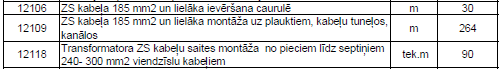 12106 ZS kabeļa 185 mm2 un lielāka ievēršana caurulē m 30
12109 ZS kabeļa 185 mm2 un lielāka montāža uz plauktiem, kabeļu tuneļos, kanālos m 264
12118 Transformatora ZS kabeļu saites montāža no pieciem līdz septiņiem 240- 300 mm2 viendzīslu kabeļiem tek.m 90